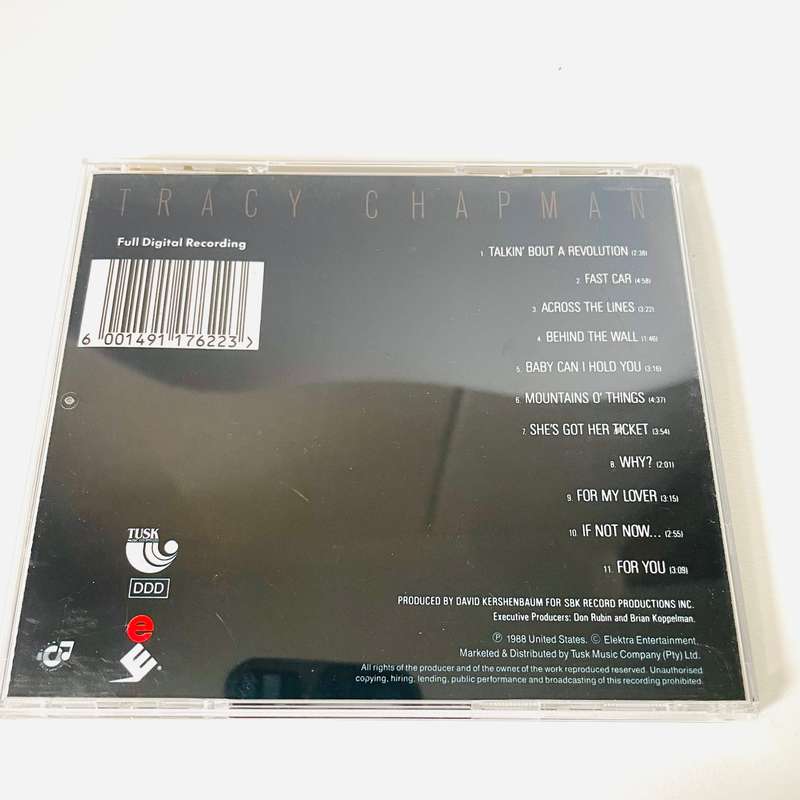 TRACY CHAPMAN
Full Digital Recording
6 001491 176223 >
1. TALKIN' BOUT A REVOLUTION (2:38)
2. FAST CAR (4:58)
3. ACROSS THE LINES (3:22)
4. BEHIND THE WALL (1:46)
5. BABY CAN I HOLD YOU (3:16)
6. MOUNTAINS O' THINGS (4:37)
7. SHE'S GOT HER TICKET (3:54)
8. WHY? (2:01)
9. FOR MY LOVER (3:15)
10. IF NOT NOW... (2:55)
11. FOR YOU (3:09)
TUSK
DDD
e
PRODUCED BY DAVID KERSHENBAUM FOR SBK RECORD PRODUCTIONS INC.
Executive Producers: Don Rubin and Brian Koppelman.
℗ 1988 United States. © Elektra Entertainment.
Marketed & Distributed by Tusk Music Company (Pty) Ltd.
All rights of the producer and of the owner of the work reproduced reserved. Unauthorised
copying, hiring, lending, public performance and broadcasting of this recording prohibited.